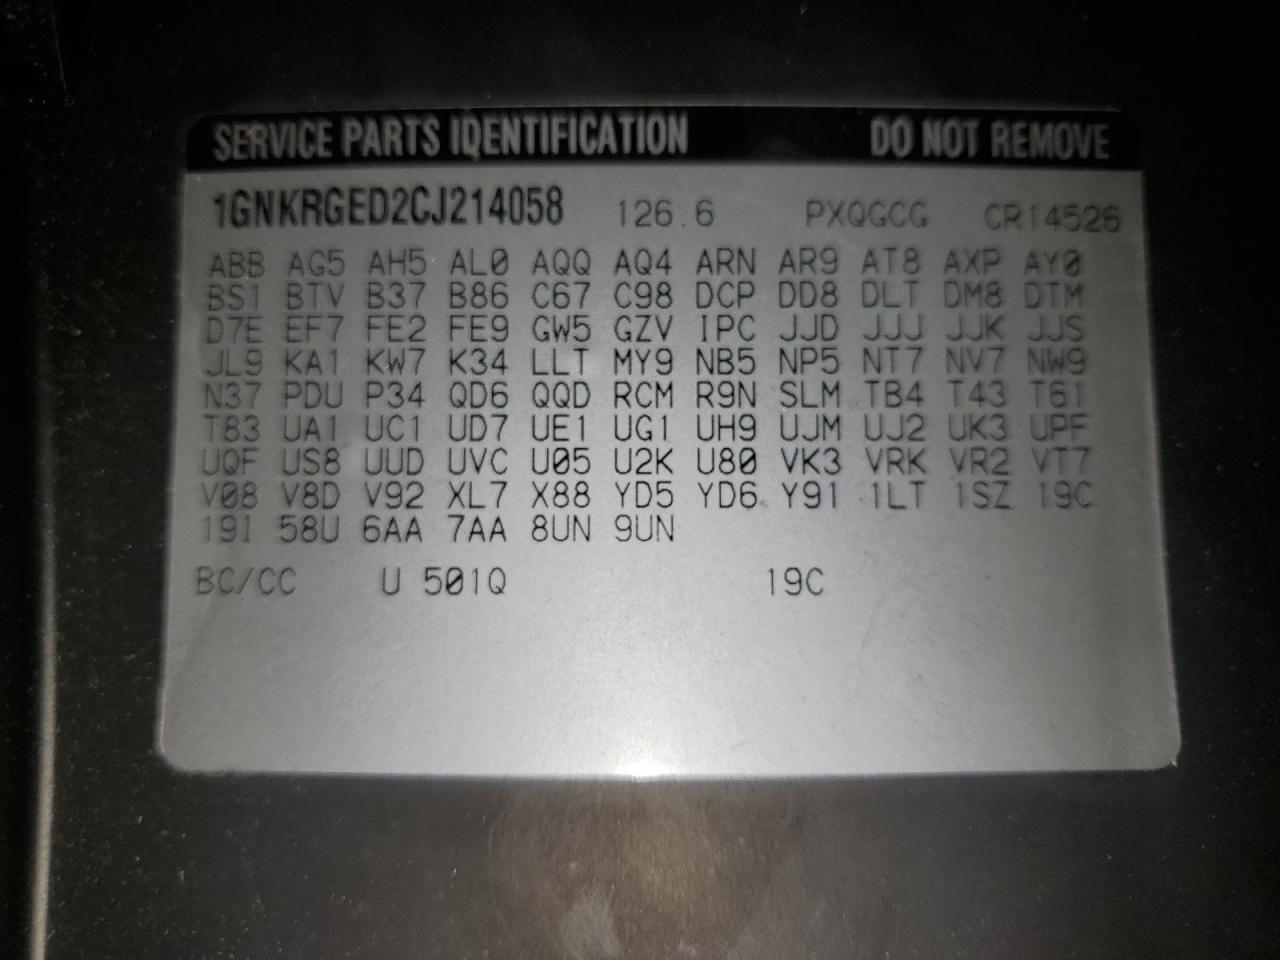 SERVICE PARTS IDENTIFICATION DO NOT REMOVE
1GNKRGED2CJ214058 126.6 PXQGCG CR14526
ABB AG5 AH5 AL0 AQQ AQ4 ARN AR9 AT8 AXP AY0
BS1 BTV B37 B86 C67 C98 DCP DD8 DLT DM8 DTM
D7E EF7 FE2 FE9 GW5 GZV IPC JJD JJJ JJK JJS
JL9 KA1 KW7 K34 LLT MY9 NB5 NP5 NT7 NV7 NW9
N37 PDU P34 QD6 QQD RCM R9N SLM TB4 T43 T61
T83 UA1 UC1 UD7 UE1 UG1 UH9 UJM UJ2 UK3 UPF
UQF US8 UUD UVC U05 U2K U80 VK3 VRK VR2 VT7
V08 V8D V92 XL7 X88 YD5 YD6 Y91 1LT 1SZ 19C
19I 58U 6AA 7AA 8UN 9UN
BC/CC U 501Q 19C